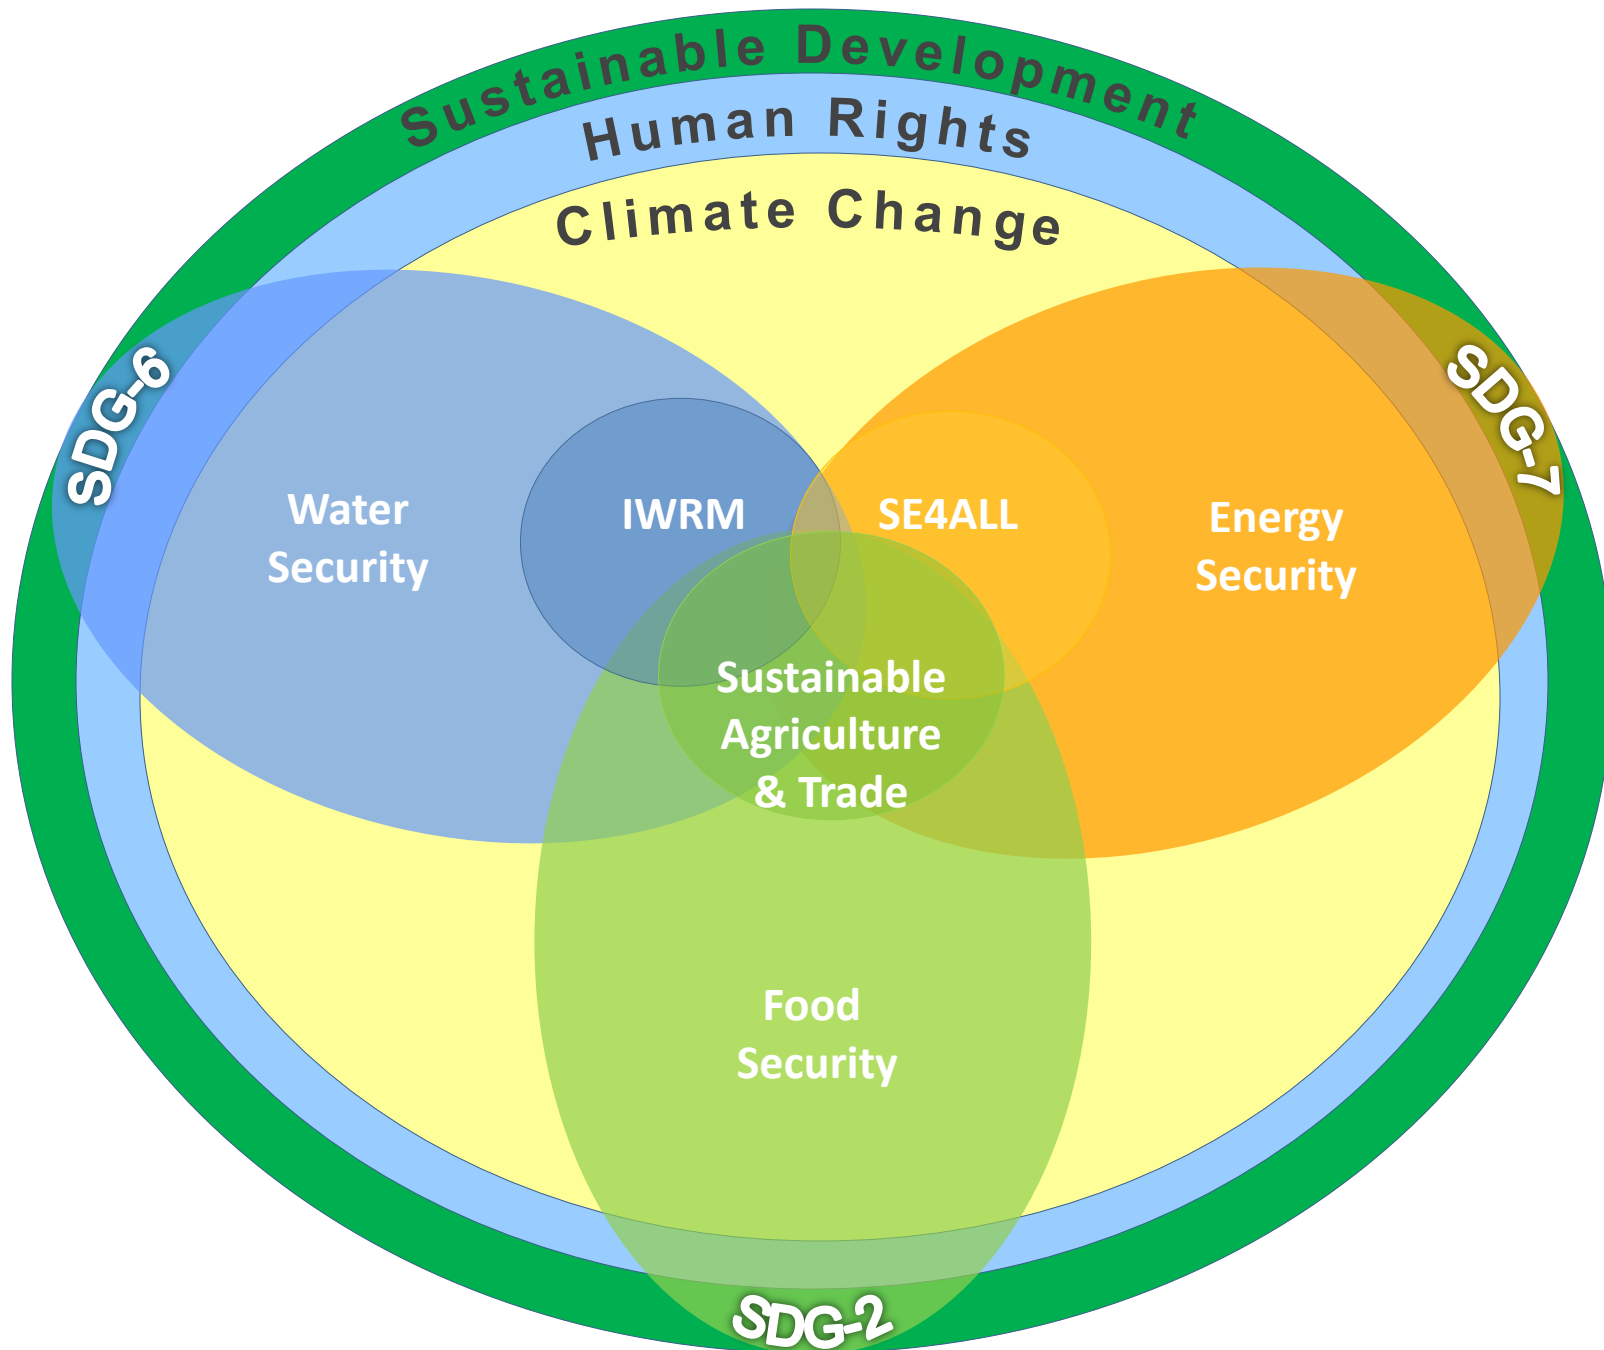 Sustainable Development
Human Rights
Climate Change
SDG-6
SDG-7
Water
Security
IWRM
SE4ALL
Energy
Security
Sustainable
Agriculture
& Trade
Food
Security
SDG-2